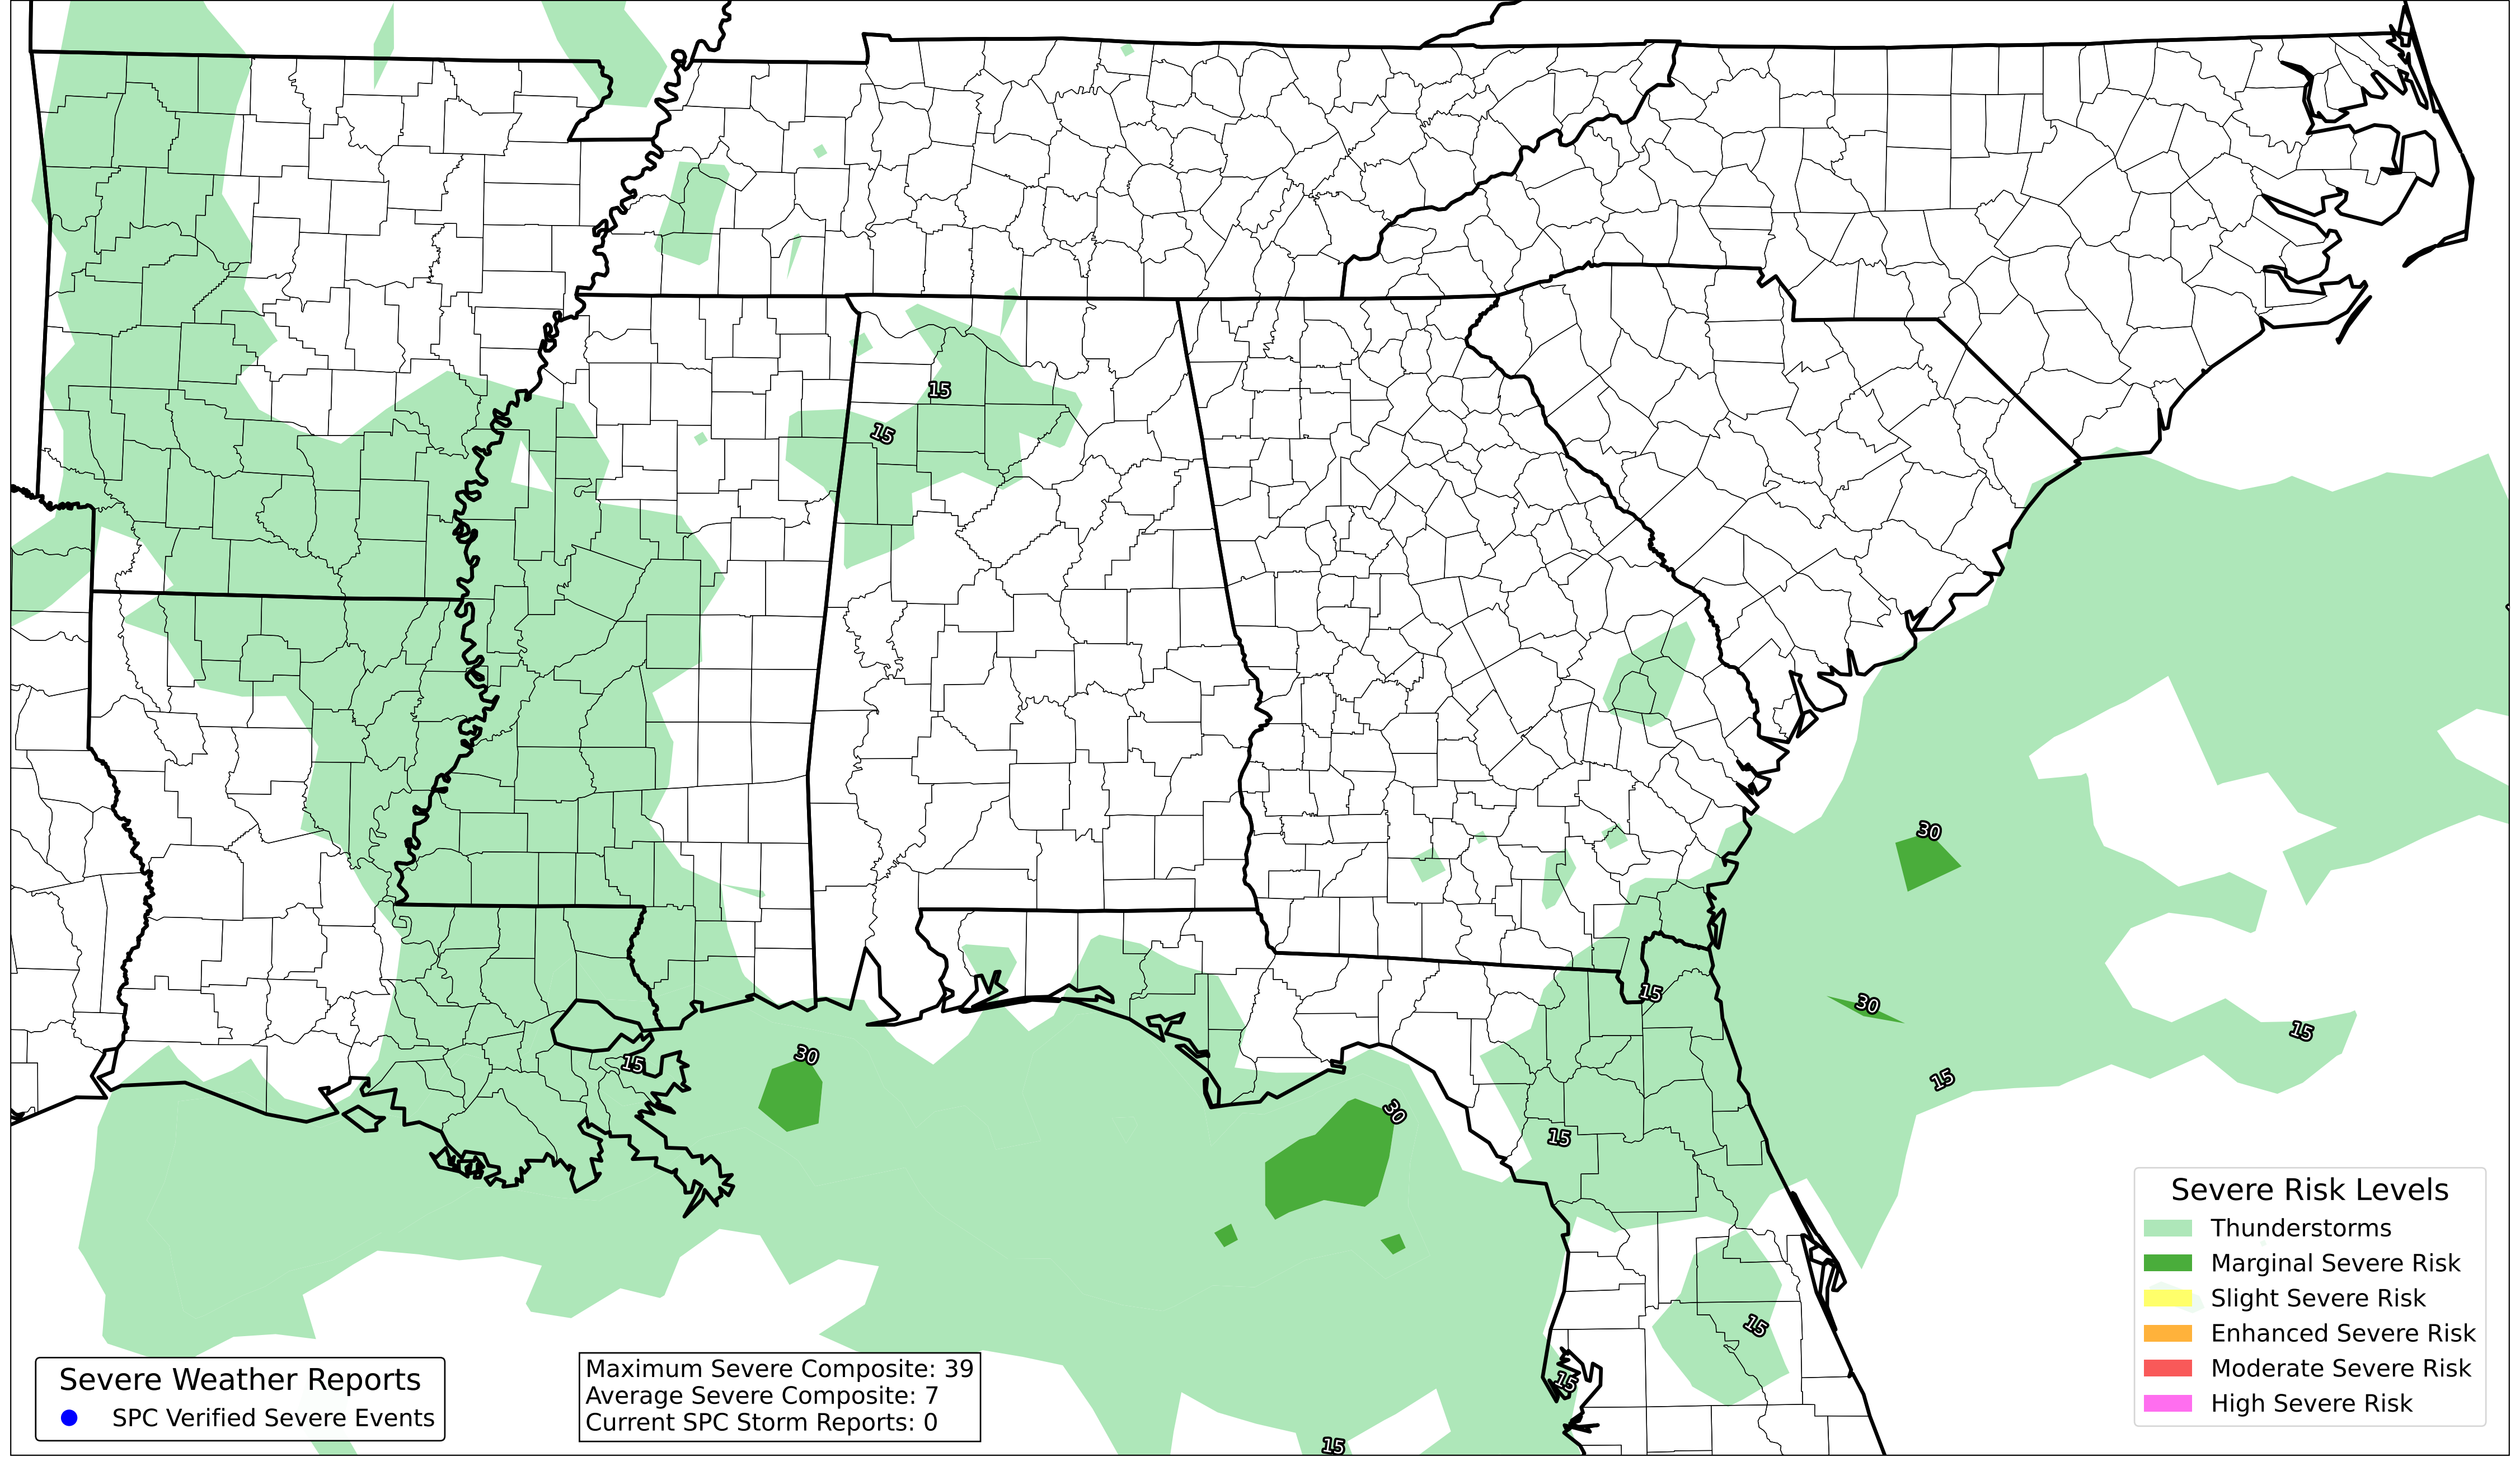 15
15
30
15
30
15
30
15
15
30
15
15
15
15
Severe Risk Levels
Thunderstorms
Marginal Severe Risk
Slight Severe Risk
Enhanced Severe Risk
Moderate Severe Risk
High Severe Risk
Severe Weather Reports
SPC Verified Severe Events
Maximum Severe Composite: 39
Average Severe Composite: 7
Current SPC Storm Reports: 0